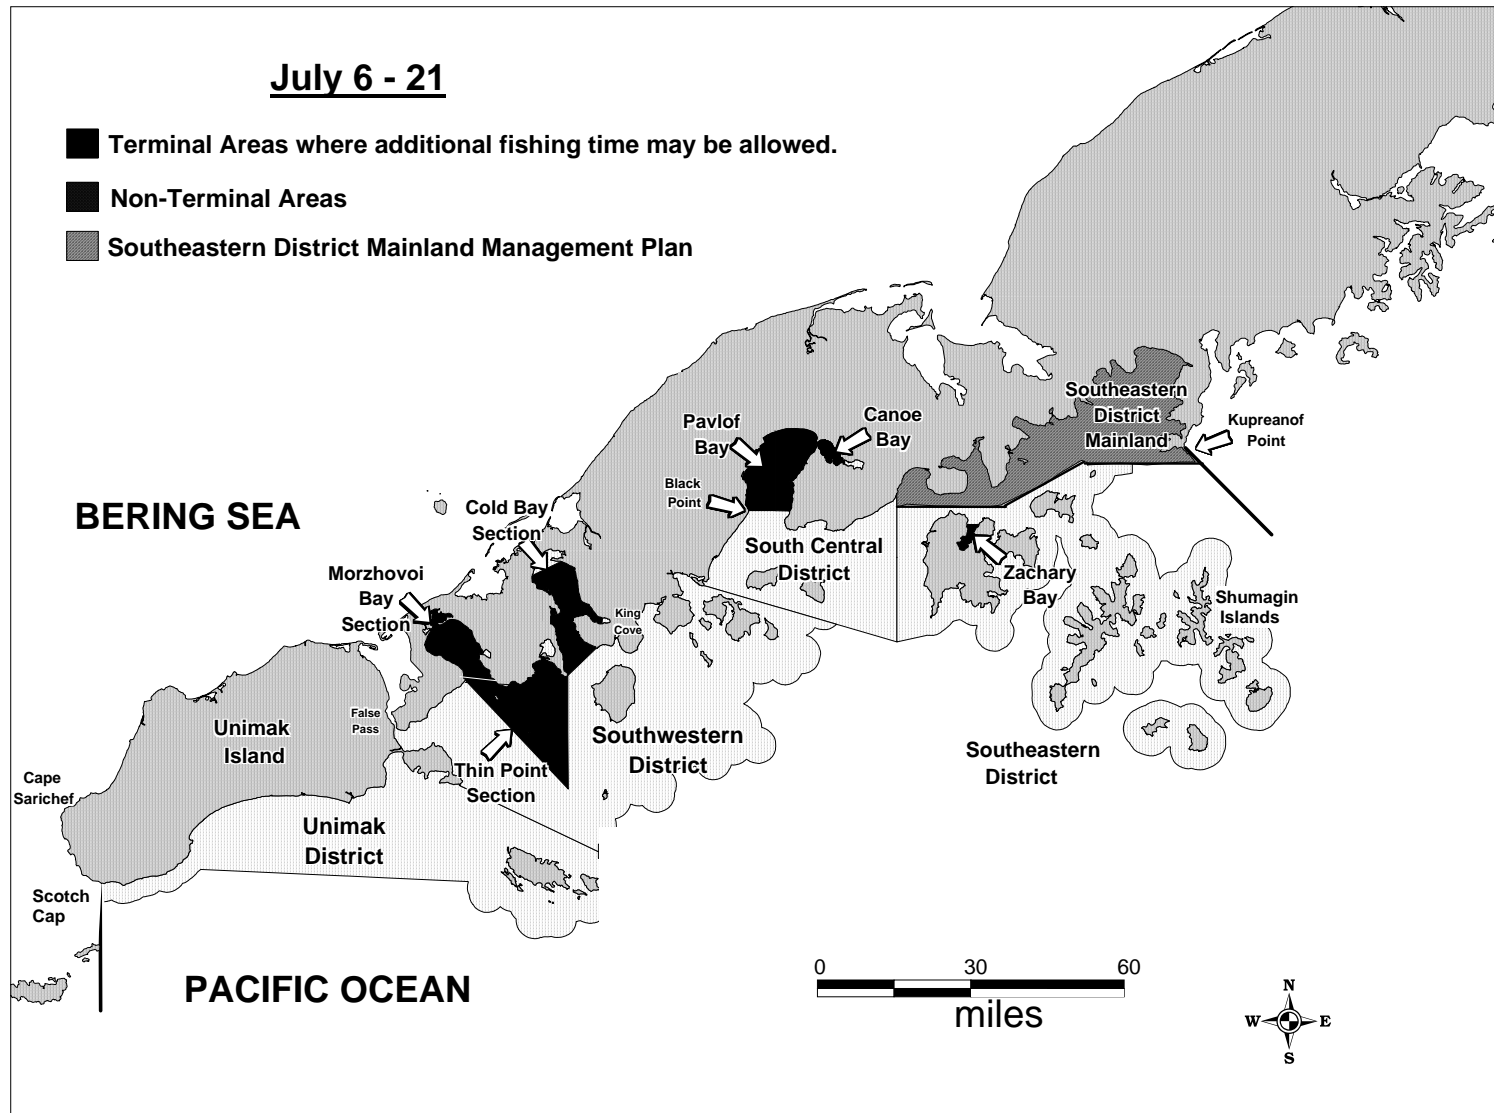 July 6 - 21
Terminal Areas where additional fishing time may be allowed.
Non-Terminal Areas
Southeastern District Mainland Management Plan
Southeastern
District
Mainland
Kupreanof
Point
Canoe
Bay
Pavlof
Bay
Black
Point
BERING SEA
Cold Bay
Section
South Central
District
Zachary
Bay
Morzhovoi
Bay
Section
King
Cove
Shumagin
Islands
False
Pass
Unimak
Island
Southwestern
District
Southeastern
District
Thin Point
Section
Cape
Sarichef
Unimak
District
Scotch
Cap
PACIFIC OCEAN
0 30 60
miles
N
W E
S